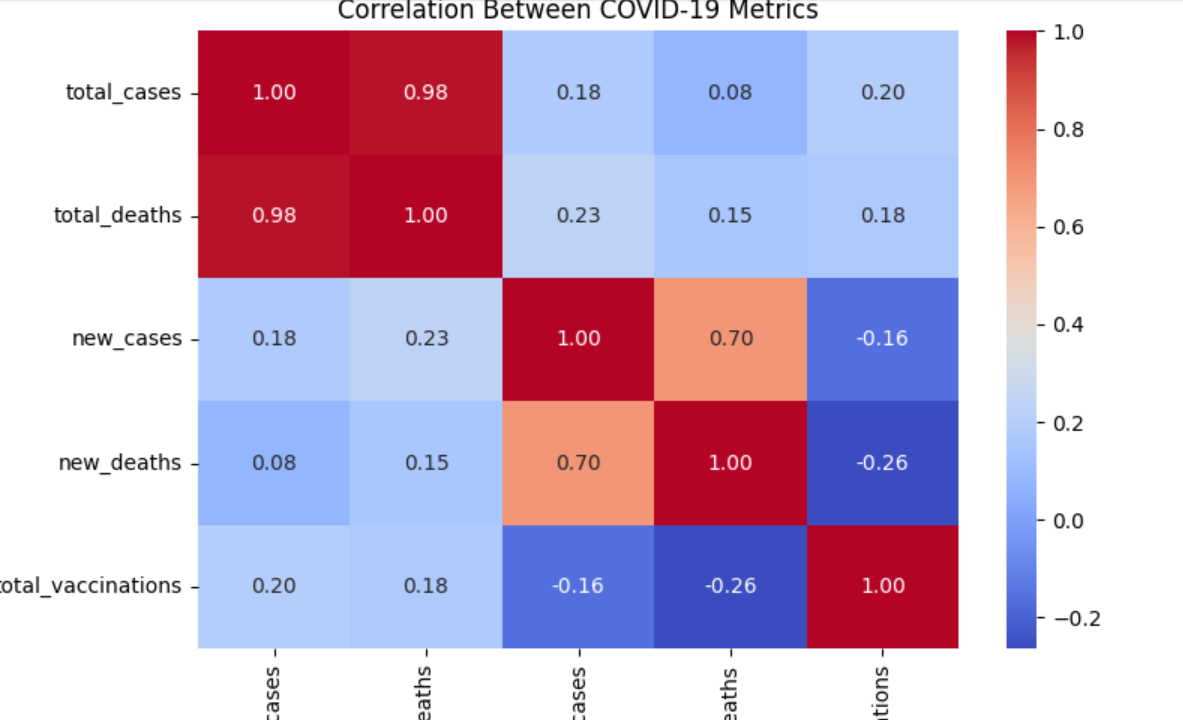 Correlation Between COVID-19 Metrics
total_cases 1.00 0.98 0.18 0.08 0.20
total_deaths 0.98 1.00 0.23 0.15 0.18
new_cases 0.18 0.23 1.00 0.70 -0.16
new_deaths 0.08 0.15 0.70 1.00 -0.26
total_vaccinations 0.20 0.18 -0.16 -0.26 1.00
cases
eaths
cases
eaths
ations
1.0
0.8
0.6
0.4
0.2
0.0
−0.2